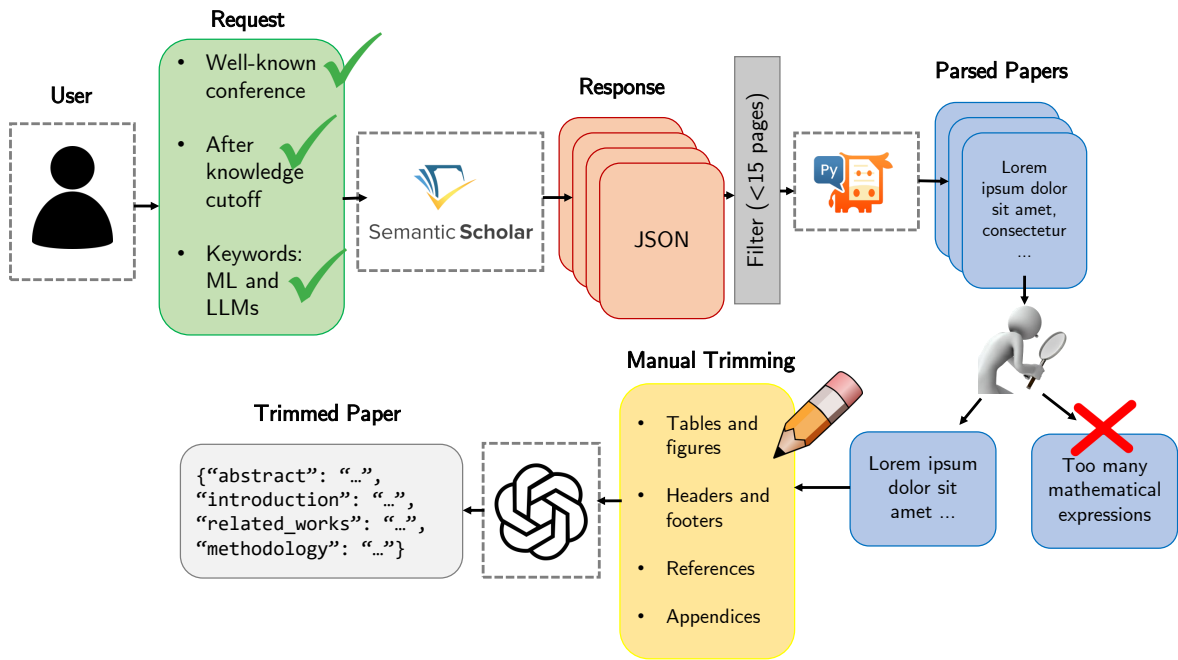 Request
• Well-known
conference
• After
knowledge
cutoff
• Keywords:
ML and
LLMs
User
Semantic Scholar
Response
JSON
Filter (<15 pages)
Py
Parsed Papers
Lorem
ipsum dolor
sit amet,
consectetur
...
Too many
mathematical
expressions
Lorem ipsum
dolor sit
amet ...
Manual Trimming
• Tables and
figures
• Headers and
footers
• References
• Appendices
Trimmed Paper
{“abstract”: “…”,
“introduction”: “…”,
“related_works”: “…”,
“methodology”: “…”}